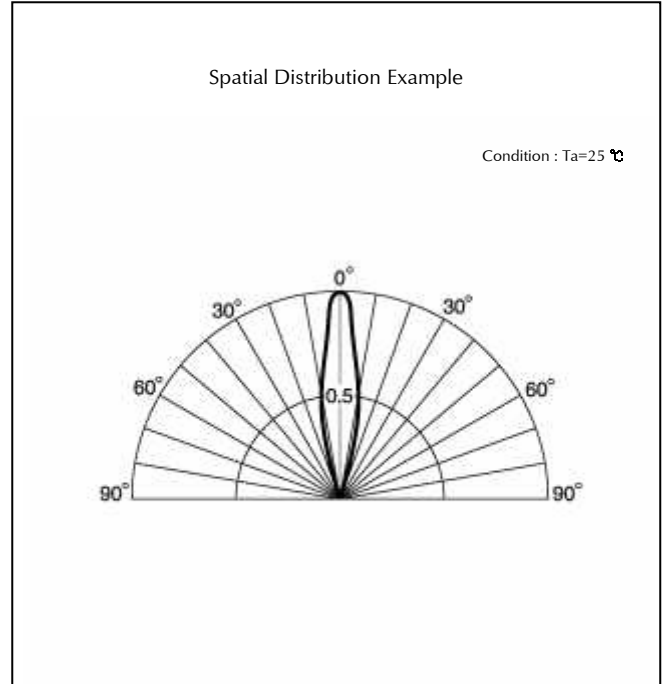 Spatial Distribution Example
Condition : Ta=25 ℃
0°
30° 30°
60° 60°
0.5
90° 90°